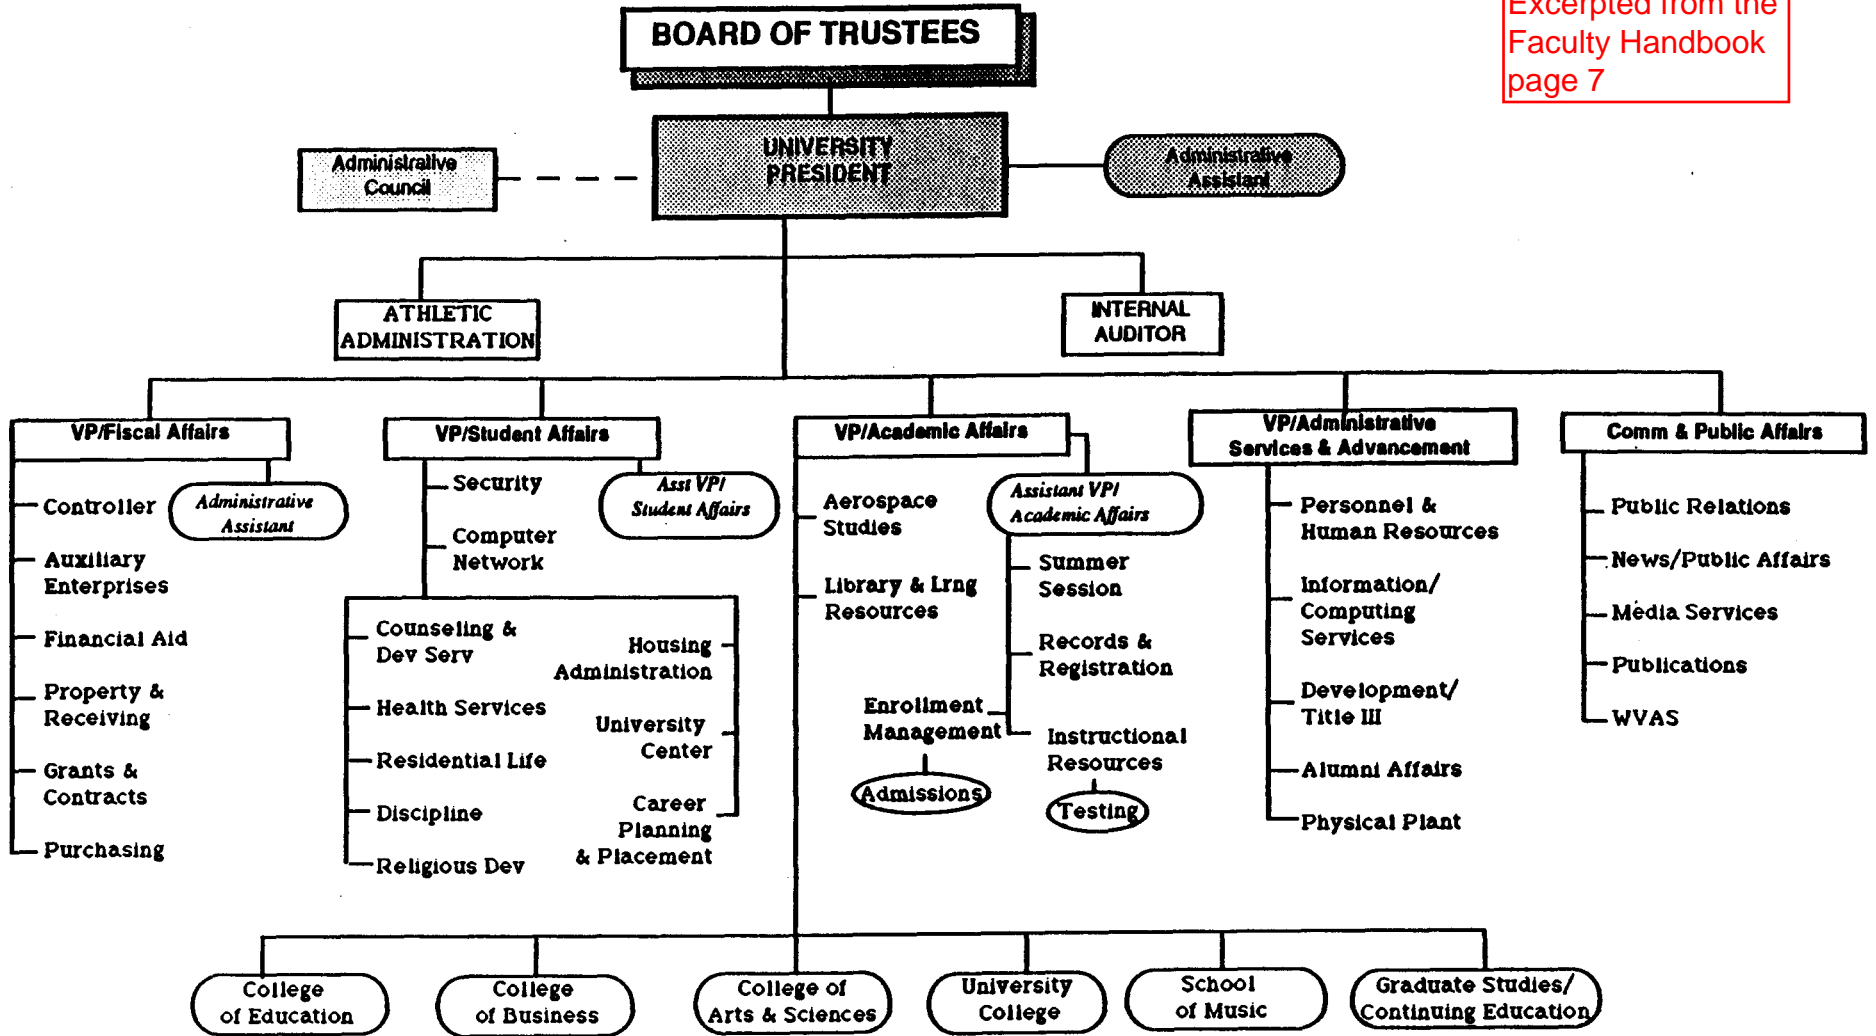 Excerpted from the
Faculty Handbook
page 7
BOARD OF TRUSTEES
UNIVERSITY
PRESIDENT
Administrative
Council
Administrative
Assistant
ATHLETIC
ADMINISTRATION
INTERNAL
AUDITOR
VP/Fiscal Affairs
Administrative
Assistant
Controller
Auxiliary
Enterprises
Financial Aid
Property &
Receiving
Grants &
Contracts
Purchasing
VP/Student Affairs
Asst VP/
Student Affairs
Security
Computer
Network
Counseling &
Dev Serv
Health Services
Residential Life
Discipline
Religious Dev
Housing
Administration
University
Center
Career
Planning
& Placement
VP/Academic Affairs
Assistant VP/
Academic Affairs
Aerospace
Studies
Library & Lrng
Resources
Summer
Session
Records &
Registration
Enrollment
Management
Admissions
Instructional
Resources
Testing
VP/Administrative
Services & Advancement
Personnel &
Human Resources
Information/
Computing
Services
Development/
Title III
Alumni Affairs
Physical Plant
Comm & Public Affairs
Public Relations
News/Public Affairs
Media Services
Publications
WVAS
College
of Education
College
of Business
College of
Arts & Sciences
University
College
School
of Music
Graduate Studies/
Continuing Education